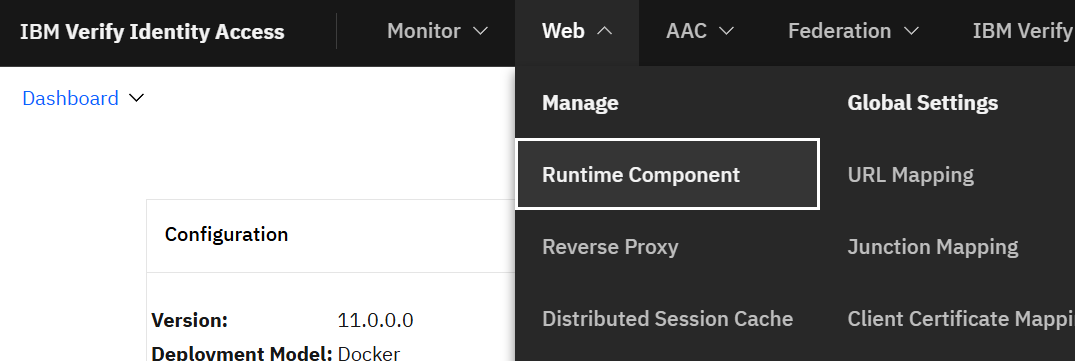 IBM Verify Identity Access Monitor Web AAC Federation IBM Verify
Dashboard Manage Global Settings
Runtime Component URL Mapping
Configuration Reverse Proxy Junction Mapping
Version: 11.0.0.0 Distributed Session Cache Client Certificate Mappi
Deployment Model: Docker